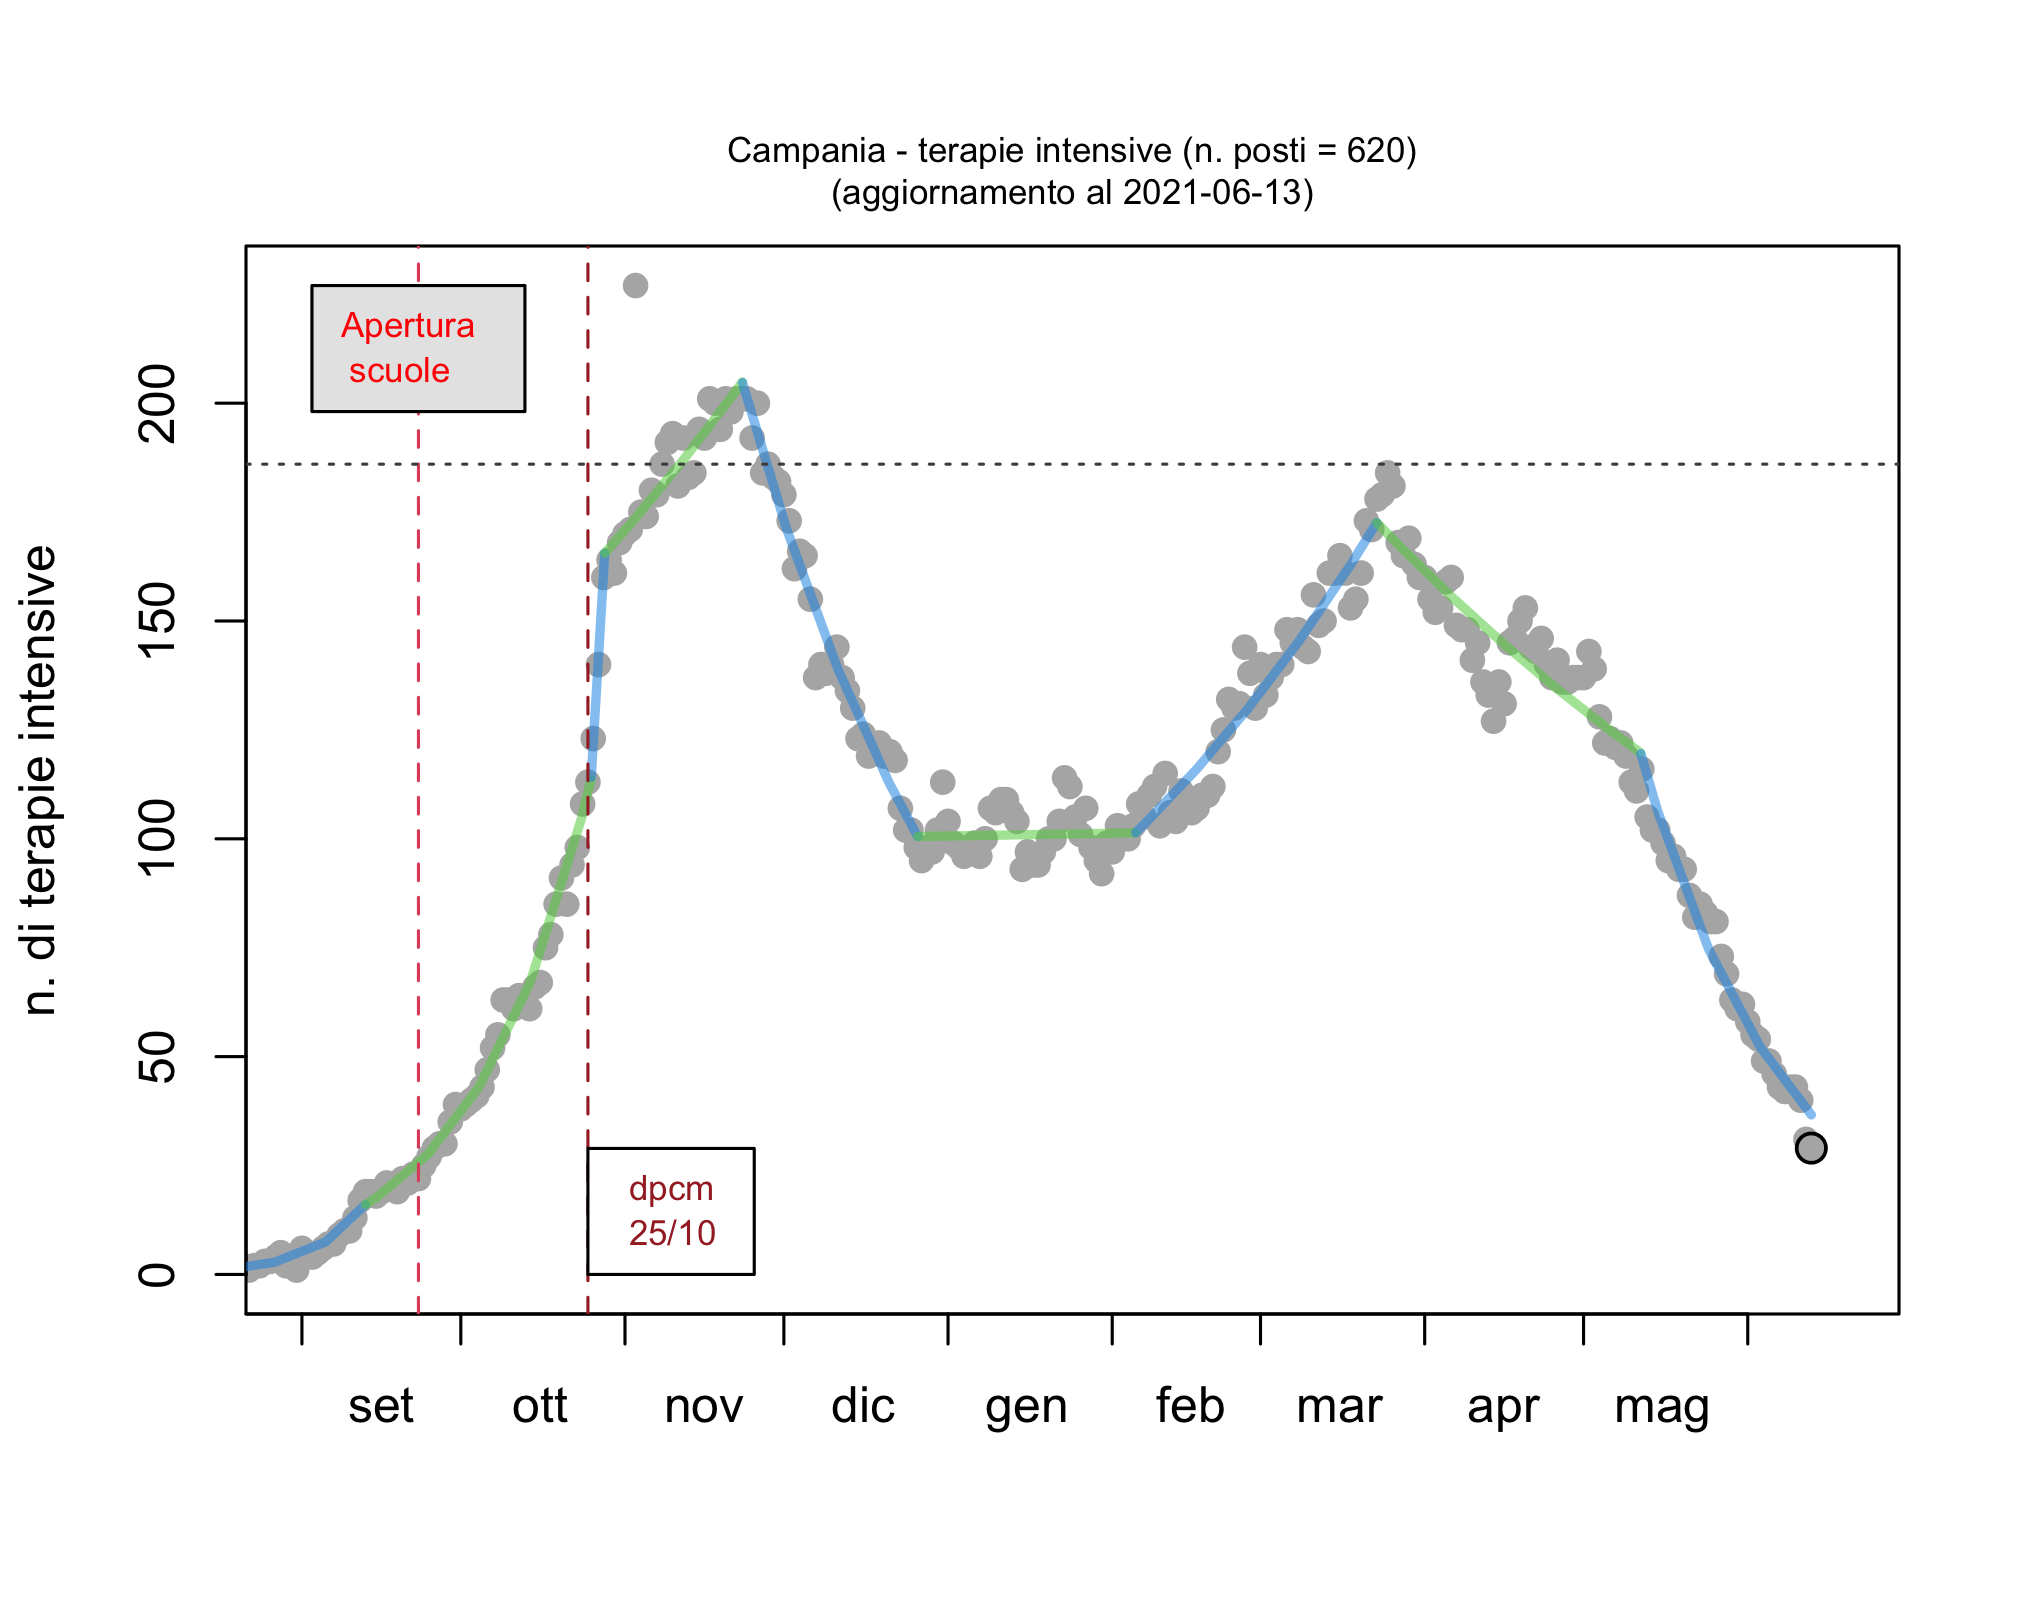 Campania - terapie intensive (n. posti = 620)
(aggiornamento al 2021-06-13)
Apertura
scuole
200
150
100
50
0
n. di terapie intensive
dpcm
25/10
set ott nov dic gen feb mar apr mag